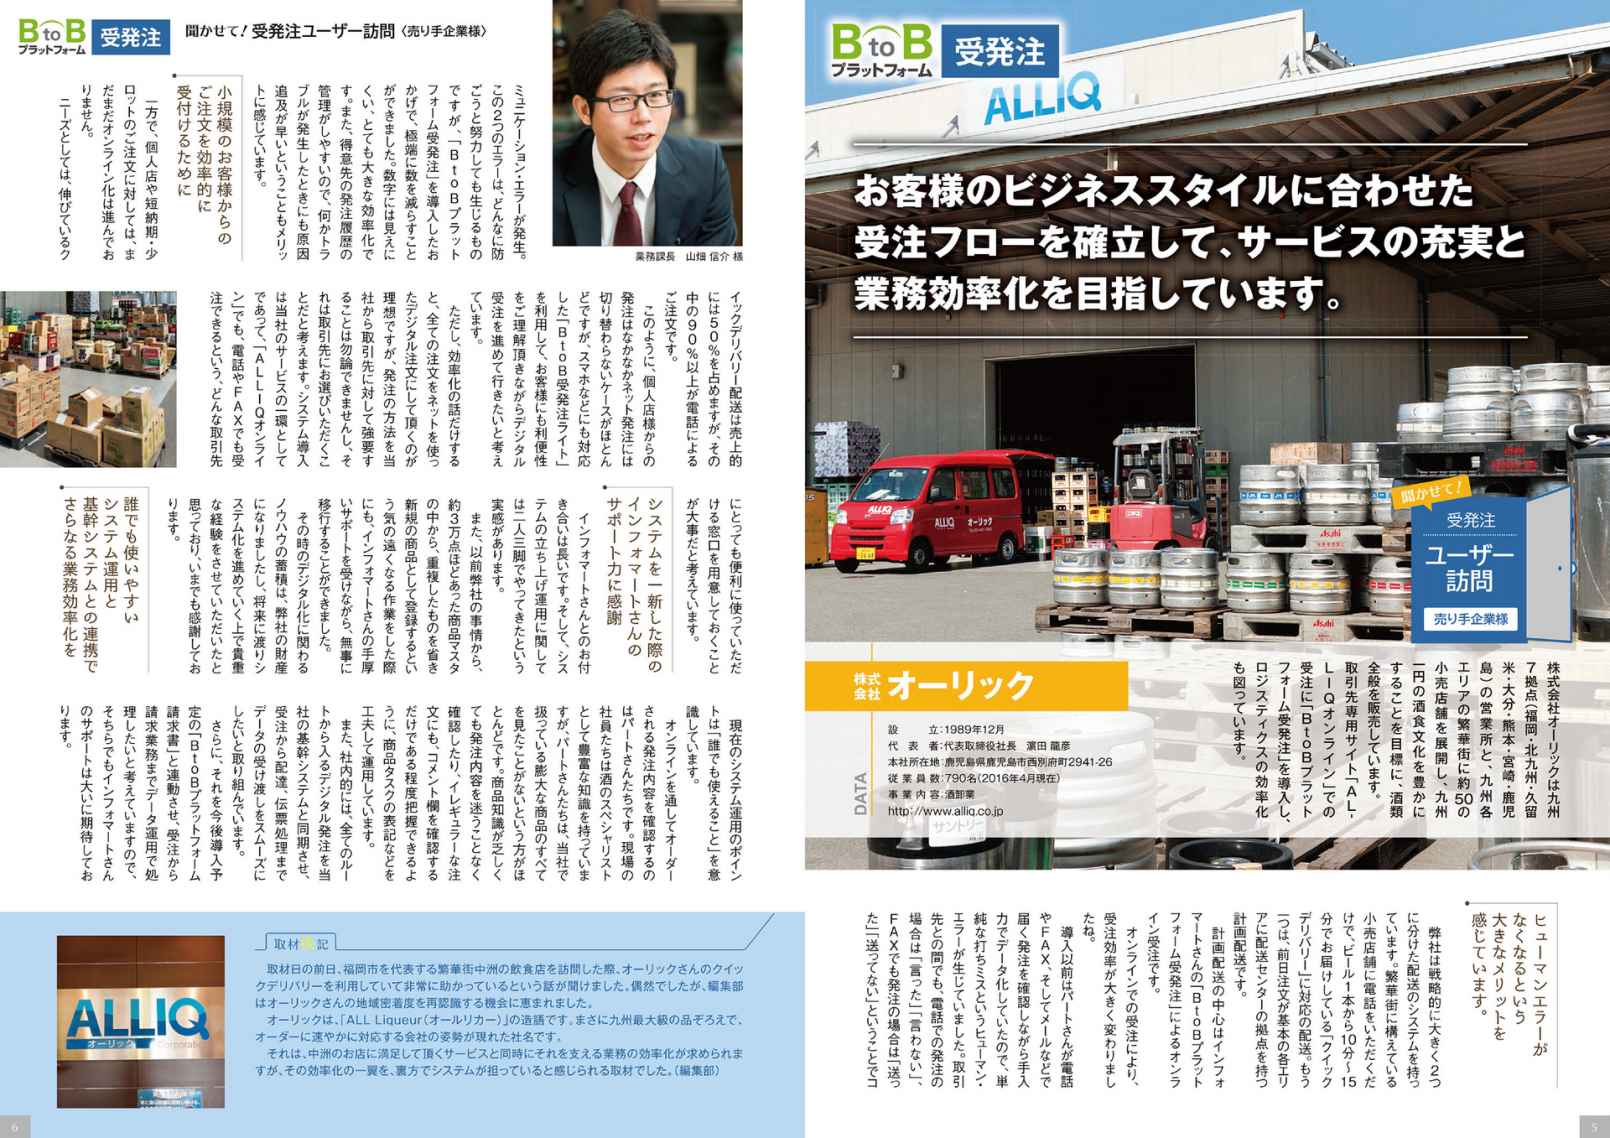 BtoB
プラットフォーム
受発注
ALLIQ
お客様のビジネススタイルに合わせた
受注フローを確立して、サービスの充実と
業務効率化を目指しています。
聞かせて!
受発注
ユーザー
訪問
売り手企業様
ALLIQ
オーリック
Asahi
Asahi
サントリー
株式会社
オーリック
DATA
設 立:1989年12月
代 表 者:代表取締役社長 濵田 龍彦
本社所在地:鹿児島県鹿児島市西別府町2941-26
従 業 員 数:790名(2016年4月現在)
事 業 内 容:酒卸業
http://www.alliq.co.jp
株式会社オーリックは九州
7拠点(福岡・北九州・久留
米・大分・熊本・宮崎・鹿児
島)の営業所と、九州各
エリアの繁華街に約50の
小売店舗を展開し、九州
一円の酒食文化を豊かに
することを目標に、酒類
全般を販売しています。
取引先専用サイト「AL-
LIQオンライン」での
受注に「BtoBプラット
フォーム受発注」を導入し、
ロジスティクスの効率化
も図っています。
ヒューマンエラーが
なくなるという
大きなメリットを
感じています。
弊社は戦略的に大きく2つ
に分けた配送のシステムを持っ
ています。繁華街に構えている
小売店舗に電話をいただくだ
けで、ビール1本から10分~15
分でお届けしている「クイック
デリバリー」に対応の配送。もう
一つは、前日注文が基本の各エリ
アに配送センターの拠点を持つ
計画配送です。
計画配送の中心はインフォ
マートさんの「BtoBプラット
フォーム受発注」によるオンラ
イン受注です。
オンラインでの受注により、
受注効率が大きく変わりまし
たね。
導入以前はパートさんが電話
やFAX、そしてメールなどで
届く発注を確認しながら手入
力でデータ化していたので、単
純な打ちミスというヒューマン・
エラーが生じていました。取引
先との間でも、電話での発注の
場合は「言った」「言わない」、
FAXでも発注の場合は「送っ
た」「送ってない」ということでコ
5
BtoB
プラットフォーム
受発注
聞かせて!受発注ユーザー訪問〈売り手企業様〉
業務課長 山畑 信介 様
ミュニケーション・エラーが発生。
この2つのエラーは、どんなに防
ごうと努力しても生じるもの
ですが、「BtoBプラット
フォーム受発注」を導入したお
かげで、極端に数を減らすこと
ができました。数字には見えに
くい、とても大きな効率化で
す。また、得意先の発注履歴の
管理がしやすいので、何かトラ
ブルが発生したときにも原因
追及が早いということもメリッ
トに感じています。
小規模のお客様からの
ご注文を効率的に
受付けるために
一方で、個人店や短納期・少
ロットのご注文に対しては、ま
だまだオンライン化は進んでお
りません。
ニーズとしては、伸びているク
イックデリバリー配送は売上的
には50%を占めますが、その
中の90%以上が電話による
ご注文です。
このように、個人店様からの
発注はなかなかネット発注には
切り替わらないケースがほとん
どですが、スマホなどにも対応
した「BtoB受発注ライト」
を利用して、お客様にも利便性
をご理解頂きながらデジタル
受注を進めて行きたいと考え
ています。
ただし、効率化の話だけする
と、全ての注文をネットを使っ
たデジタル注文にして頂くのが
理想ですが、発注の方法を当
社から取引先に対して強要す
ることは勿論できませんし、そ
れは取引先にお選びいただくこ
とだと考えます。システム導入
は当社のサービスの一環として
であって、「ALLIQオンライ
ン」でも、電話やFAXでも受
注できるという、どんな取引先
にとっても便利に使っていただ
ける窓口を用意しておくこと
が大事だと考えています。
システムを一新した際の
インフォマートさんの
サポート力に感謝
インフォマートさんとのお付
き合いは長いです。そして、シス
テムの立ち上げ運用に関して
は二人三脚でやってきたという
実感があります。
また、以前弊社の事情から、
約3万点ほどあった商品マスタ
の中から、重複したものを省き
新規の商品として登録するとい
う気の遠くなる作業をした際
にも、インフォマートさんの手厚
いサポートを受けながら、無事に
移行することができました。
その時のデジタル化に関わる
ノウハウの蓄積は、弊社の財産
になりましたし、将来に渡りシ
ステム化を進めていく上で貴重
な経験をさせていただいたと
思っており、いまでも感謝してお
ります。
誰でも使いやすい
システム運用と
基幹システムとの連携で
さらなる業務効率化を
現在のシステム運用のポイン
トは「誰でも使えること」を意
識しています。
オンラインを通してオーダー
される発注内容を確認するの
はパートさんたちです。現場の
社員たちは酒のスペシャリスト
として豊富な知識を持っていま
すが、パートさんたちは、当社で
扱っている膨大な商品のすべて
を見たことがないという方がほ
とんどです。商品知識が乏しく
ても発注内容を迷うことなく
確認したり、イレギュラーな注
文にも、コメント欄を確認する
だけである程度把握できるよ
うに、商品タスクの表記などを
工夫して運用しています。
また、社内的には、全てのルー
トから入るデジタル発注を当
社の基幹システムと同期させ、
受注から配達、伝票処理まで
データの受け渡しをスムーズに
したいと取り組んでいます。
さらに、それを今後導入予
定の「BtoBプラットフォーム
請求書」と連動させ、受注から
請求業務までデータ運用で処
理したいと考えていますので、
そちらでもインフォマートさん
のサポートは大いに期待してお
ります。
ALLIQ
オーリック Corporation
取材後記
取材日の前日、福岡市を代表する繁華街中洲の飲食店を訪問した際、オーリックさんのクイッ
クデリバリーを利用していて非常に助かっているという話が聞けました。偶然でしたが、編集部
はオーリックさんの地域密着度を再認識する機会に恵まれました。
オーリックは、「ALL Liqueur(オールリカー)」の造語です。まさに九州最大級の品ぞろえで、
オーダーに速やかに対応する会社の姿勢が現れた社名です。
それは、中洲のお店に満足して頂くサービスと同時にそれを支える業務の効率化が求められま
すが、その効率化の一翼を、裏方でシステムが担っていると感じられる取材でした。(編集部)
6